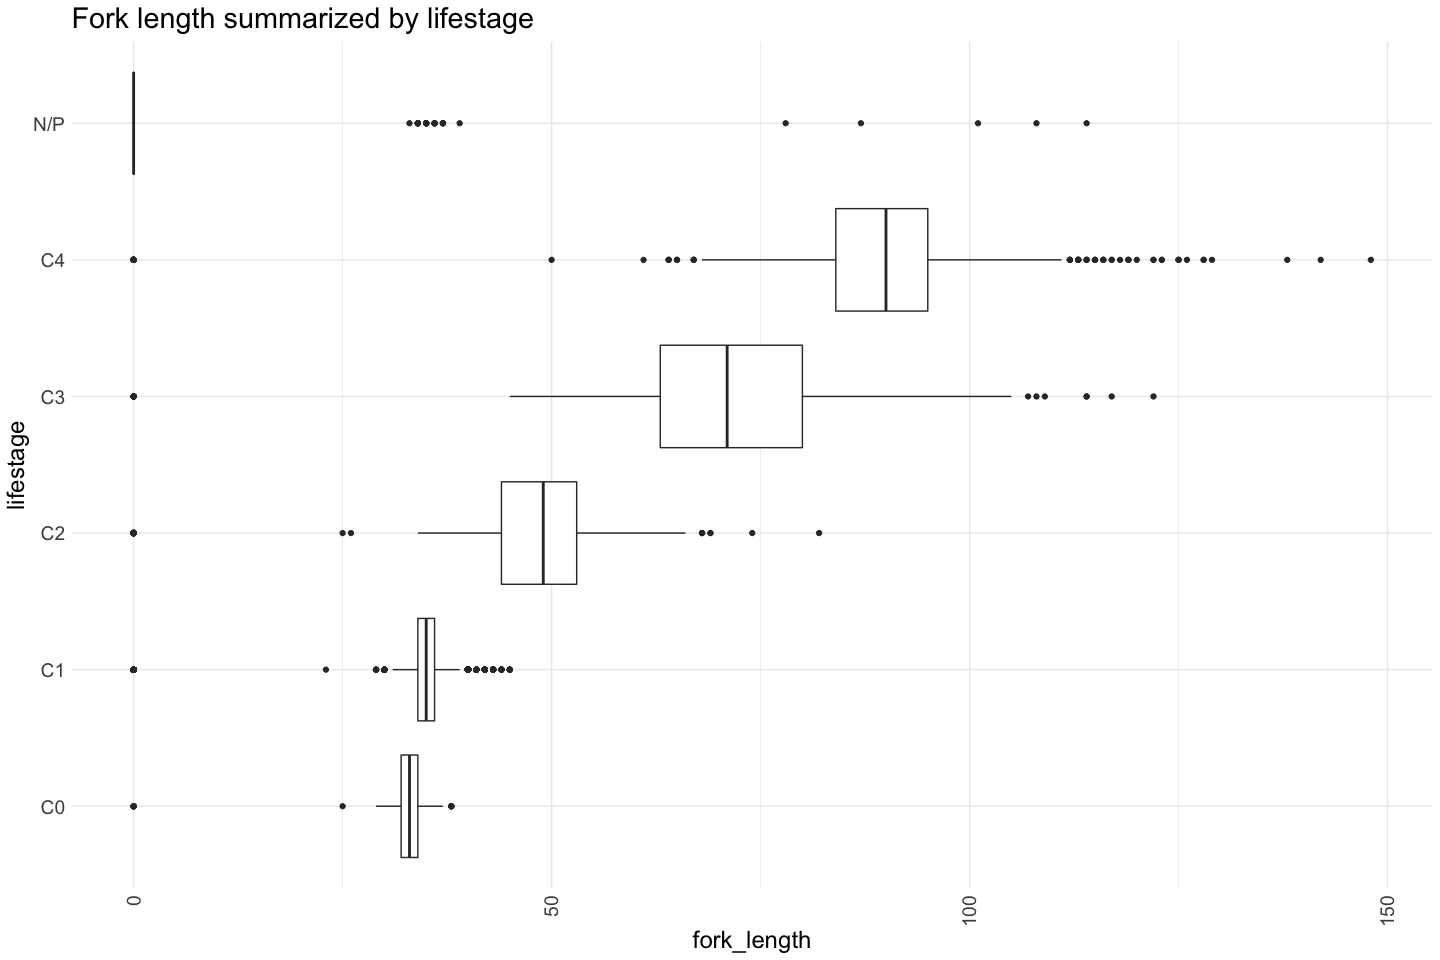 Fork length summarized by lifestage
N/P
C4
C3
C2
C1
C0
lifestage
0
50
100
150
fork_length